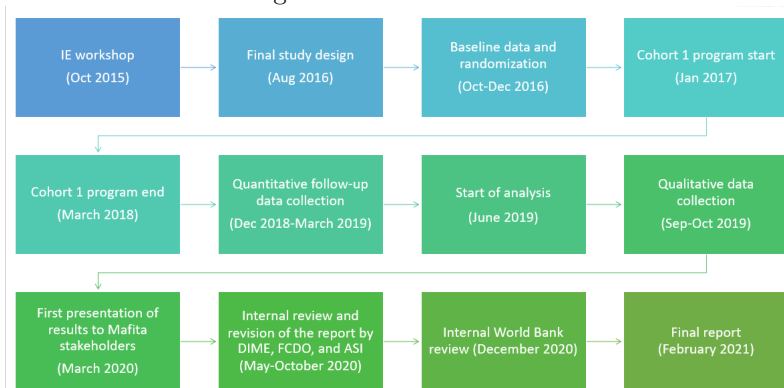 IE workshop
(Oct 2015)
Final study design
(Aug 2016)
Baseline data and
randomization
(Oct-Dec 2016)
Cohort 1 program start
(Jan 2017)
Cohort 1 program end
(March 2018)
Quantitative follow-up
data collection
(Dec 2018-March 2019)
Start of analysis
(June 2019)
Qualitative data
collection
(Sep-Oct 2019)
First presentation of
results to Mafita
stakeholders
(March 2020)
Internal review and
revision of the report by
DIME, FCDO, and ASI
(May-October 2020)
Internal World Bank
review (December 2020)
Final report
(February 2021)